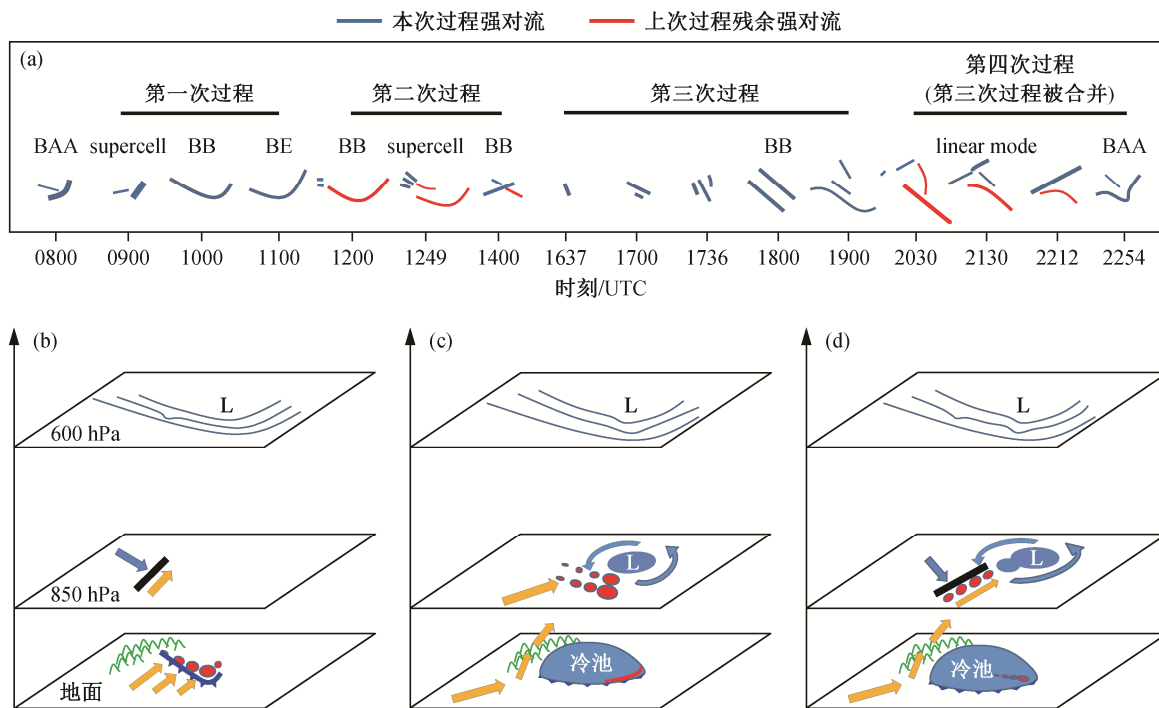 本次过程强对流 上次过程残余强对流
(a)
第四次过程
第一次过程 第二次过程 第三次过程 (第三次过程被合并)
BAA supercell BB BE BB supercell BB BB linear mode BAA
0800 0900 1000 1100 1200 1249 1400 1637 1700 1736 1800 1900 2030 2130 2212 2254
时刻/UTC
(b)
L
600 hPa
850 hPa
地面
(c)
L
L
冷池
(d)
L
L
冷池